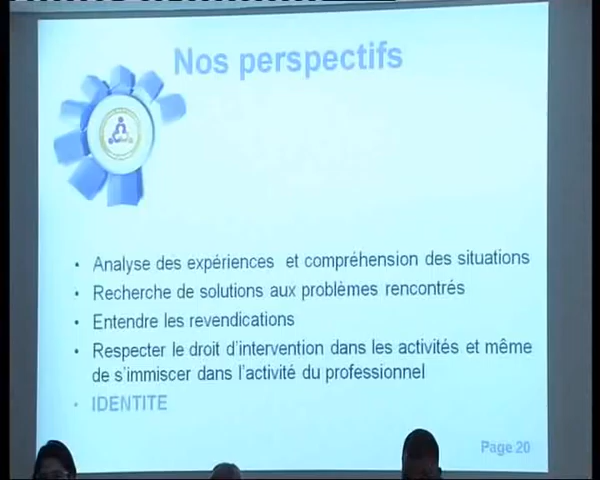 Nos perspectifs
• Analyse des expériences et compréhension des situations
• Recherche de solutions aux problèmes rencontrés
• Entendre les revendications
• Respecter le droit d'intervention dans les activités et même
de s'immiscer dans l'activité du professionnel
• IDENTITE
Page 20